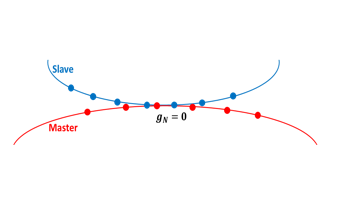 Slave
g_N = 0
Master